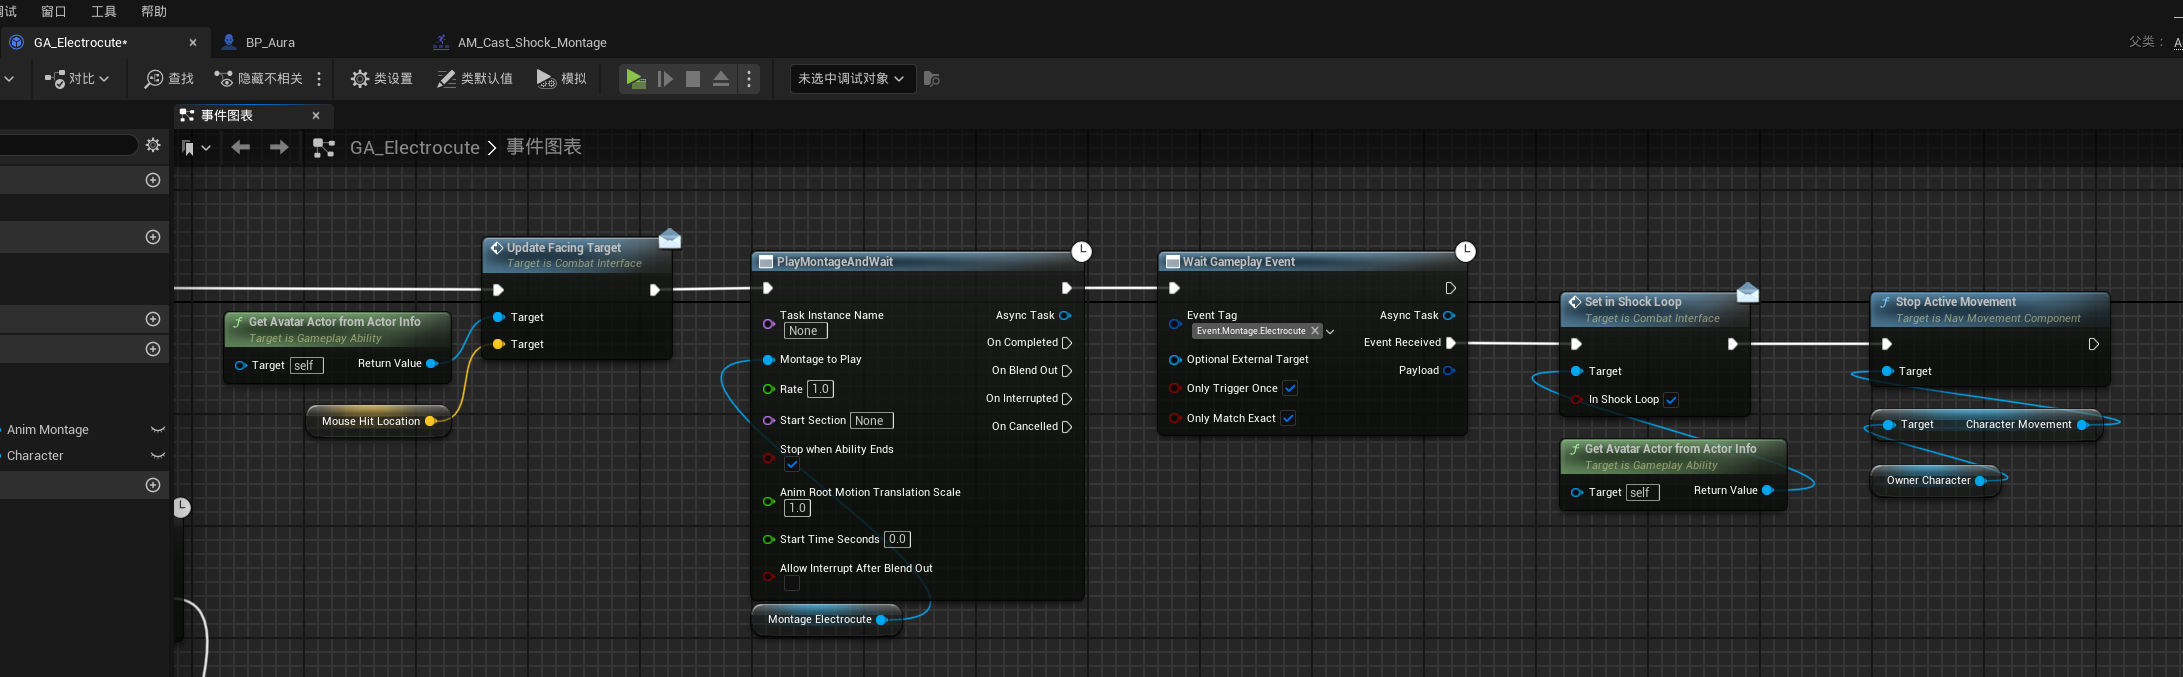 调试 窗口 工具 帮助
GA_Electrocute* BP_Aura AM_Cast_Shock_Montage
父类：
对比 查找 隐藏不相关 类设置 类默认值 模拟 未选中调试对象
事件图表
GA_Electrocute > 事件图表
Anim Montage
Character
Update Facing Target
Target is Combat Interface
Target
Target
Get Avatar Actor from Actor Info
Target is Gameplay Ability
Target self Return Value
Mouse Hit Location
PlayMontageAndWait
Task Instance Name Async Task
None
On Completed
Montage to Play
On Blend Out
Rate 1.0
On Interrupted
Start Section None
On Cancelled
Stop when Ability Ends
Anim Root Motion Translation Scale
1.0
Start Time Seconds 0.0
Allow Interrupt After Blend Out
Montage Electrocute
Wait Gameplay Event
Event Tag Async Task
Event.Montage.Electrocute
Event Received
Optional External Target
Payload
Only Trigger Once
Only Match Exact
Set in Shock Loop
Target is Combat Interface
Target
In Shock Loop
Get Avatar Actor from Actor Info
Target is Gameplay Ability
Target self Return Value
Stop Active Movement
Target is Nav Movement Component
Target
Target Character Movement
Owner Character